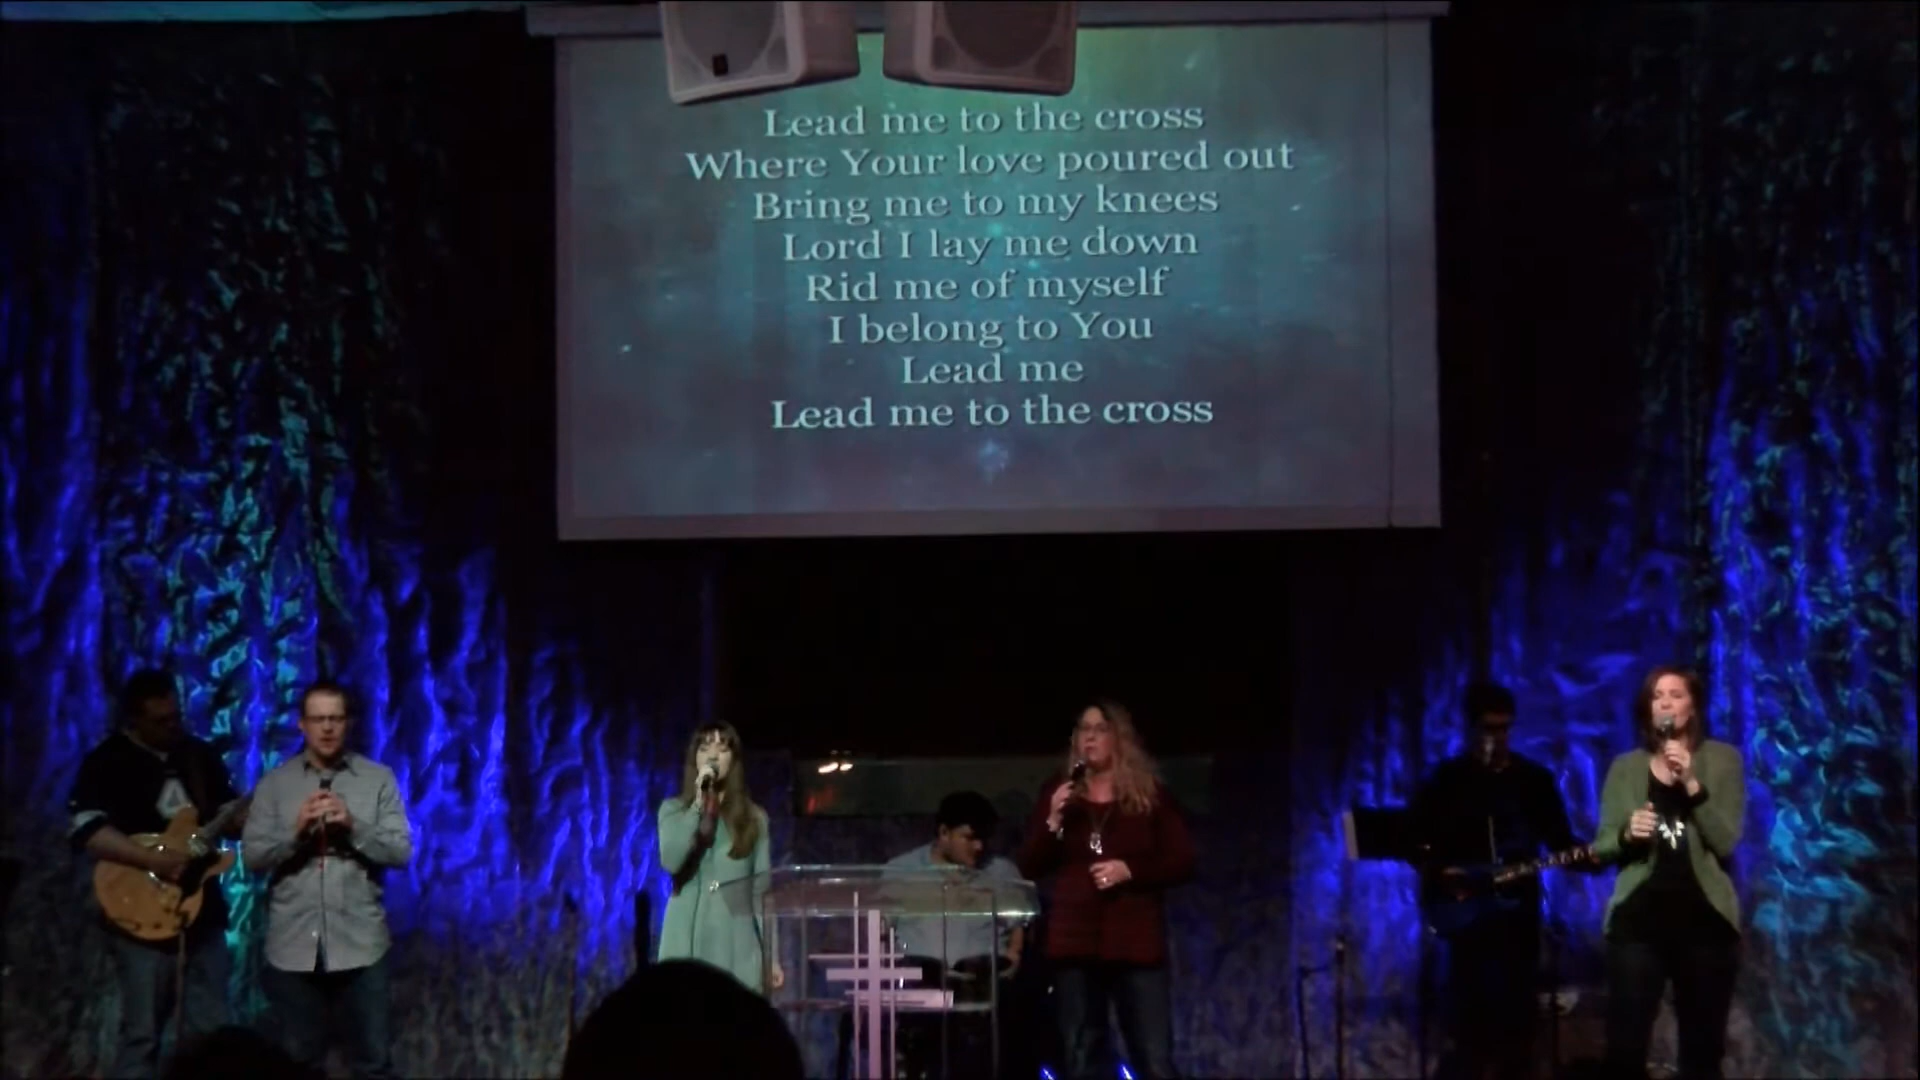 Lead me to the cross
Where Your love poured out
Bring me to my knees
Lord I lay me down
Rid me of myself
I belong to You
Lead me
Lead me to the cross